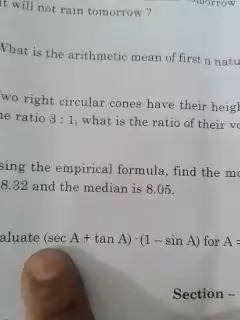 it will not rain tomorrow ?
What is the arithmetic mean of first n
wo right circular cones have their
ratio 3 : 1, what is the ratio of their
sing the empirical formula, find the
8.32 and the median is 8.05.
aluate (sec A + tan A) · (1 – sin A) for A =
Section –